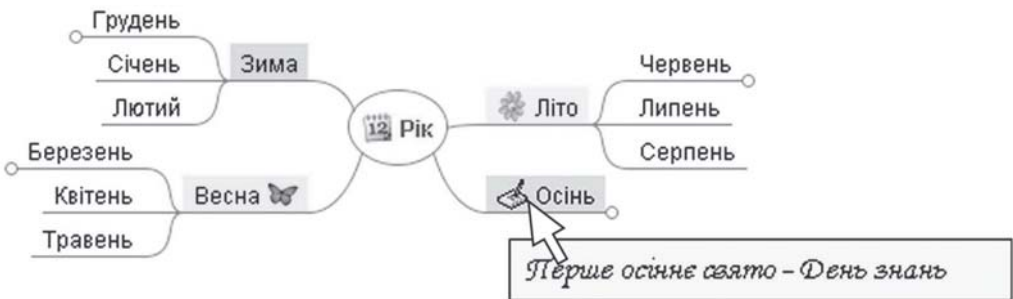 Грудень
Січень
Лютий
Зима
Березень
Квітень
Травень
Весна
12 Рік
Літо
Червень
Липень
Серпень
Осінь
Перше осіннє свято – День знань